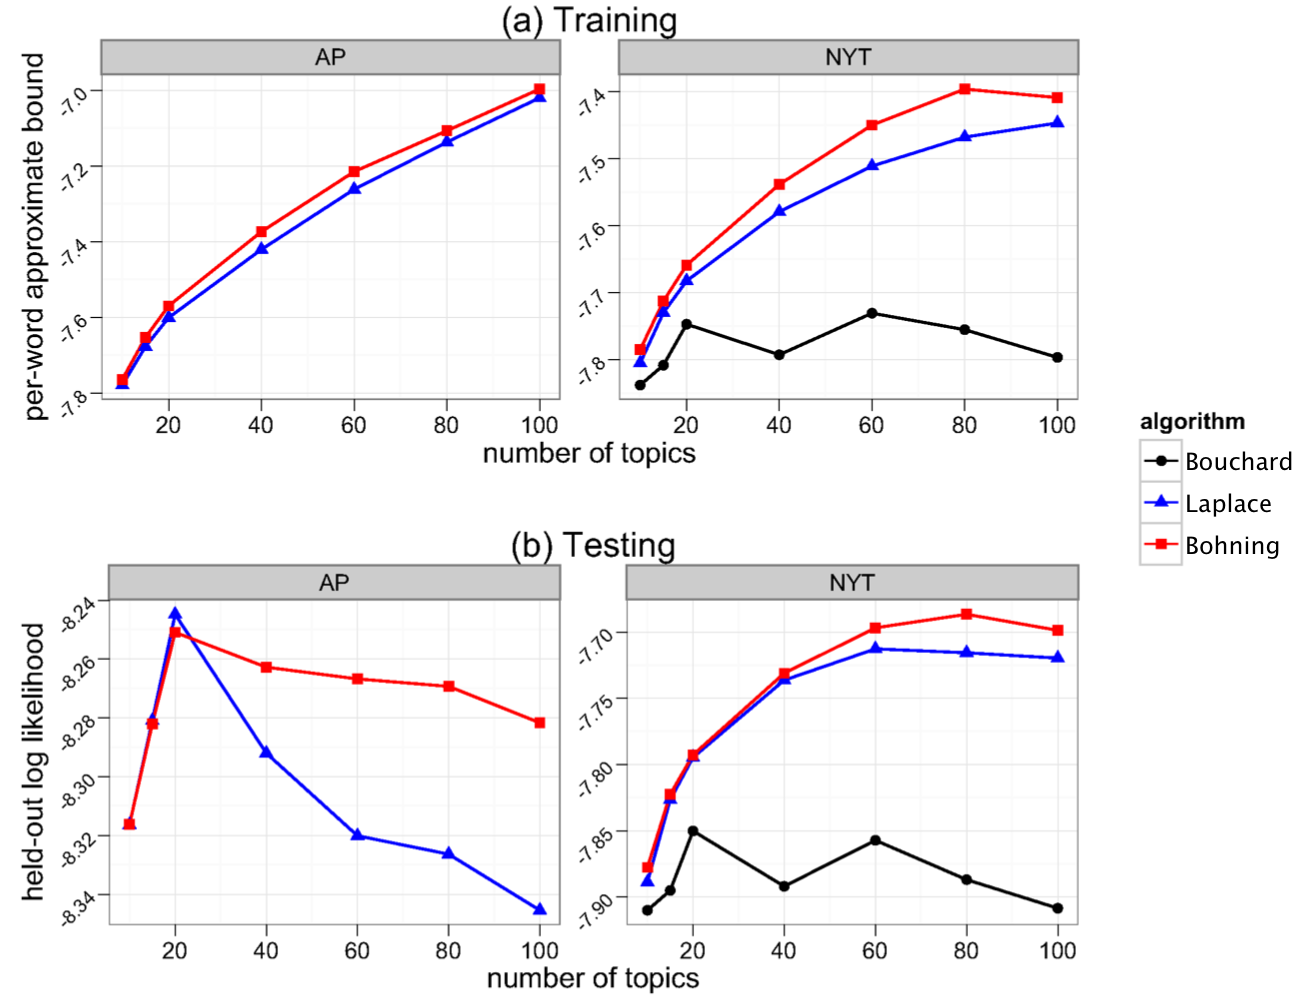 (a) Training
AP
NYT
per-word approximate bound
-7.0
-7.2
-7.4
-7.6
-7.8
-7.4
-7.5
-7.6
-7.7
-7.8
20 40 60 80 100
20 40 60 80 100
number of topics
algorithm
Bouchard
Laplace
Bohning
(b) Testing
AP
NYT
held-out log likelihood
-8.24
-8.26
-8.28
-8.30
-8.32
-8.34
-7.70
-7.75
-7.80
-7.85
-7.90
20 40 60 80 100
20 40 60 80 100
number of topics